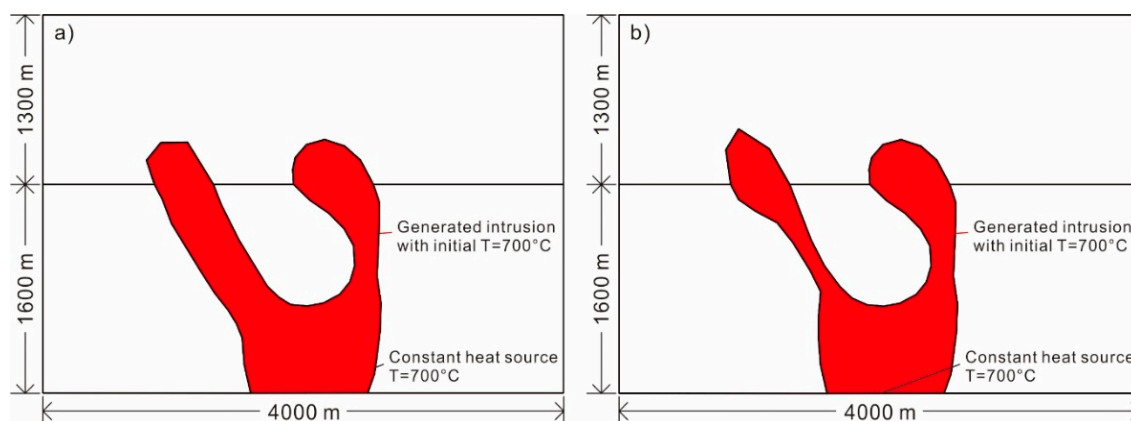 a)
1300 m
1600 m
Generated intrusion
with initial T=700°C
Constant heat source
T=700°C
4000 m
b)
1300 m
1600 m
Generated intrusion
with initial T=700°C
Constant heat source
T=700°C
4000 m